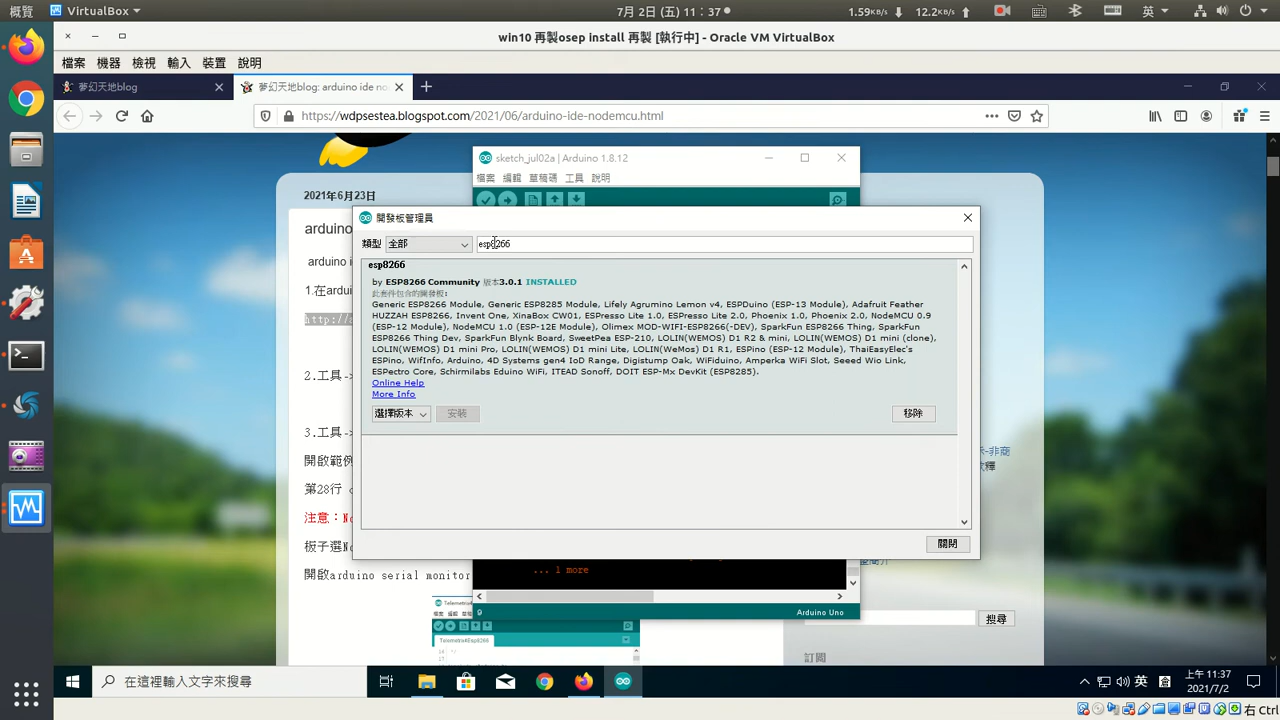 概覽 VirtualBox 7月 2日 (五) 11:37 1.59KB/s 12.2KB/s 英
win10 再製osep install 再製 [執行中] - Oracle VM VirtualBox
檔案 機器 檢視 輸入 裝置 說明
夢幻天地blog 夢幻天地blog: arduino ide no
https://wdpsestea.blogspot.com/2021/06/arduino-ide-nodemcu.html
sketch_jul02a | Arduino 1.8.12
檔案 編輯 草稿碼 工具 說明
2021年6月23日
開發板管理員
ardu
類型 全部 esp8266
arduino i
esp8266
by ESP8266 Community 版本3.0.1 INSTALLED
1.在ardui
此套件包含的開發板:
Generic ESP8266 Module, Generic ESP8285 Module, Lifely Agrumino Lemon v4, ESPDuino (ESP-13 Module), Adafruit Feather
HUZZAH ESP8266, Invent One, XinaBox CW01, ESPresso Lite 1.0, ESPresso Lite 2.0, Phoenix 1.0, Phoenix 2.0, NodeMCU 0.9
http://a
(ESP-12 Module), NodeMCU 1.0 (ESP-12E Module), Olimex MOD-WIFI-ESP8266(-DEV), SparkFun ESP8266 Thing, SparkFun
ESP8266 Thing Dev, SparkFun Blynk Board, SweetPea ESP-210, LOLIN(WEMOS) D1 R2 & mini, LOLIN(WEMOS) D1 mini (clone),
LOLIN(WEMOS) D1 mini Pro, LOLIN(WEMOS) D1 mini Lite, LOLIN(WeMos) D1 R1, ESPino (ESP-12 Module), ThaiEasyElec's
ESPino, WifInfo, Arduino, 4D Systems gen4 IoD Range, Digistump Oak, WiFiduino, Amperka WiFi Slot, Seeed Wio Link,
ESPectro Core, Schirmilabs Eduino WiFi, ITEAD Sonoff, DOIT ESP-Mx DevKit (ESP8285).
2.工具-
Online Help
More Info
選擇版本 安裝 移除
3.工具-
示-非商
開啟範例
第28行
注意：No
板子選No
關閉
... 1 more
開啟arduino serial monitor
9 Arduino Uno
搜尋
TelemetryEsp8266
訂閱
在這裡輸入文字來搜尋
英
上午 11:37
2021/7/2
右 Ctrl